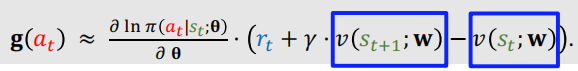 g(a_t) ≈ ∂ ln π(a_t|s_t;θ) / ∂ θ · (r_t + γ · v(s_{t+1};w) − v(s_t;w)).